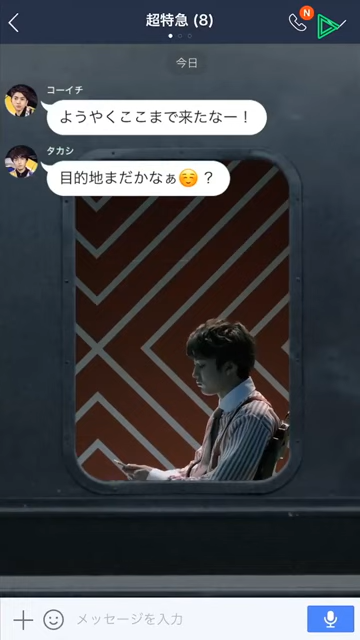 超特急 (8)
N
今日
コーイチ
ようやくここまで来たなー！
タカシ
目的地まだかなぁ☺️？
メッセージを入力